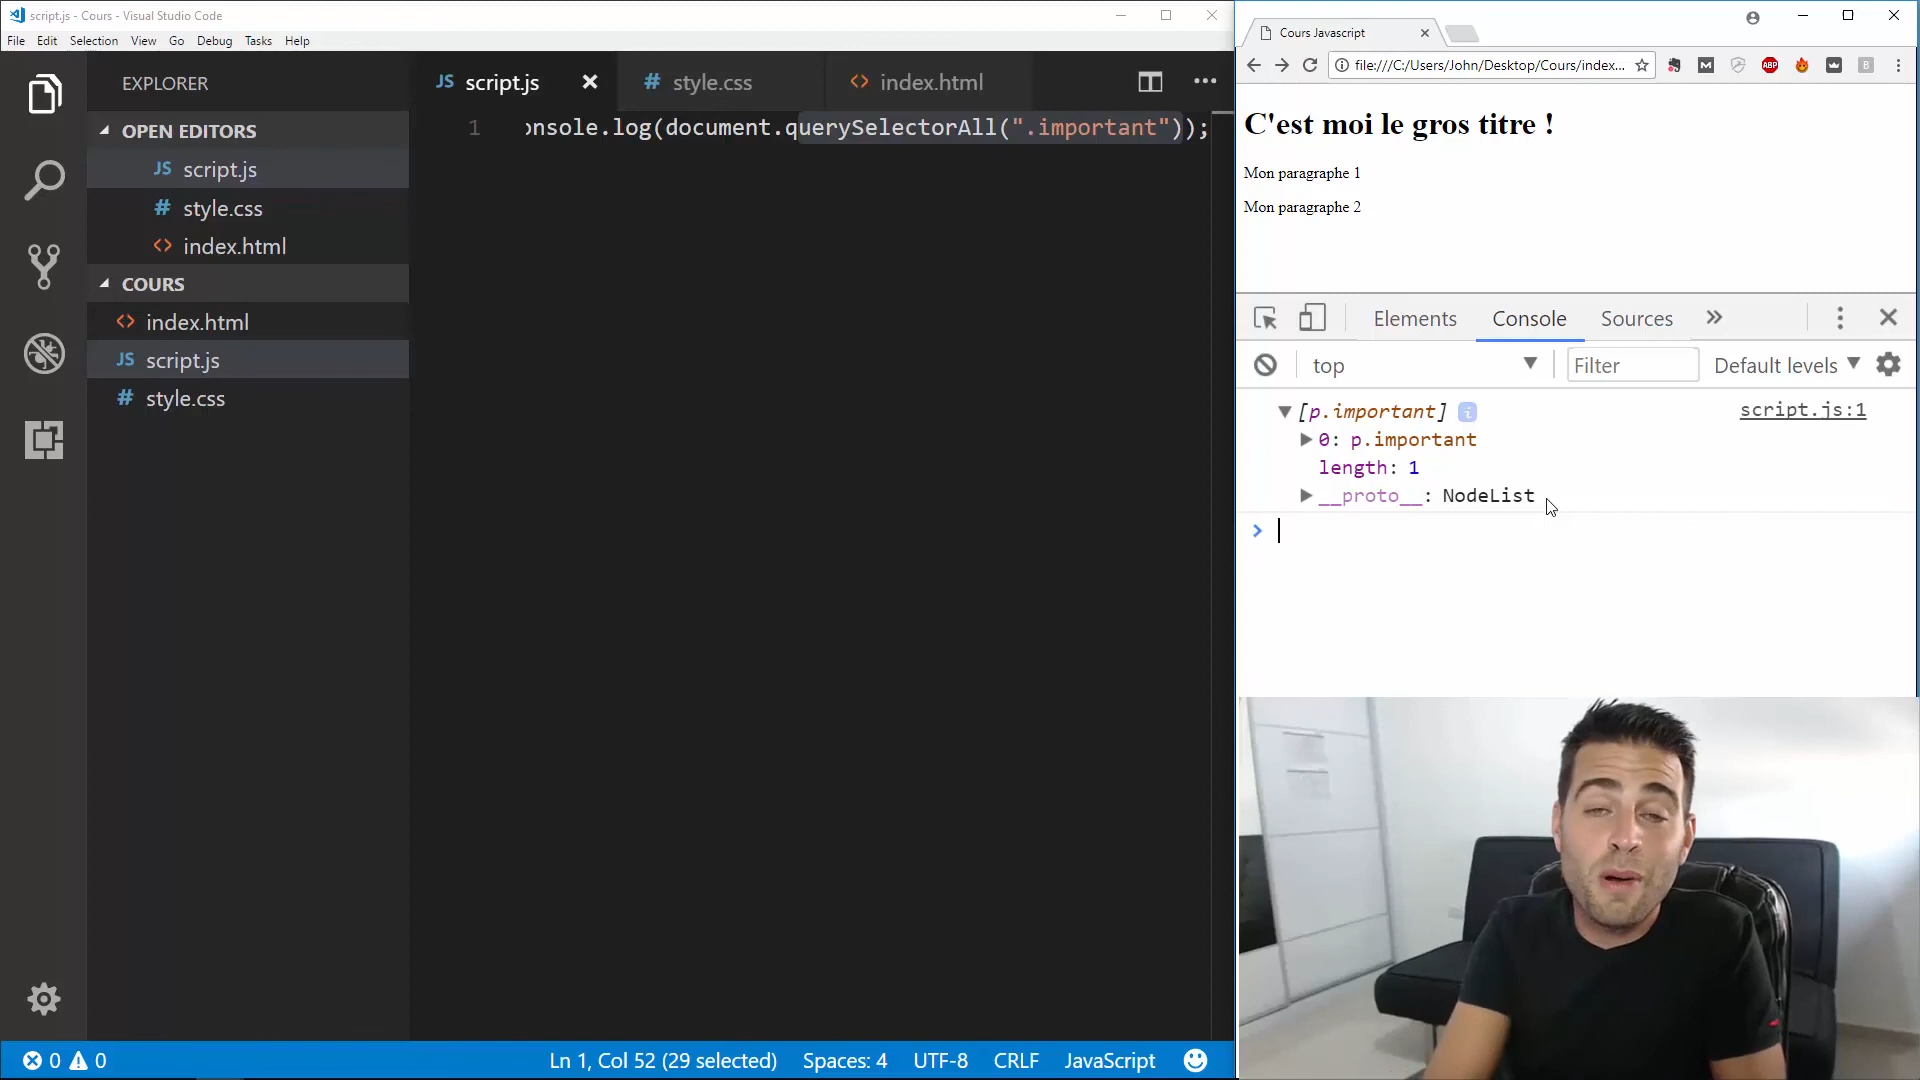 script.js - Cours - Visual Studio Code
File Edit Selection View Go Debug Tasks Help
EXPLORER
OPEN EDITORS
JS script.js
# style.css
<> index.html
COURS
<> index.html
JS script.js
# style.css
JS script.js
# style.css
<> index.html
1 onsole.log(document.querySelectorAll(".important"));
0 0
Ln 1, Col 52 (29 selected) Spaces: 4 UTF-8 CRLF JavaScript
Cours Javascript
file:///C:/Users/John/Desktop/Cours/index...
M
ABP
B
C'est moi le gros titre !
Mon paragraphe 1
Mon paragraphe 2
Elements Console Sources »
top Filter Default levels
[p.important] i script.js:1
0: p.important
length: 1
__proto__: NodeList
>